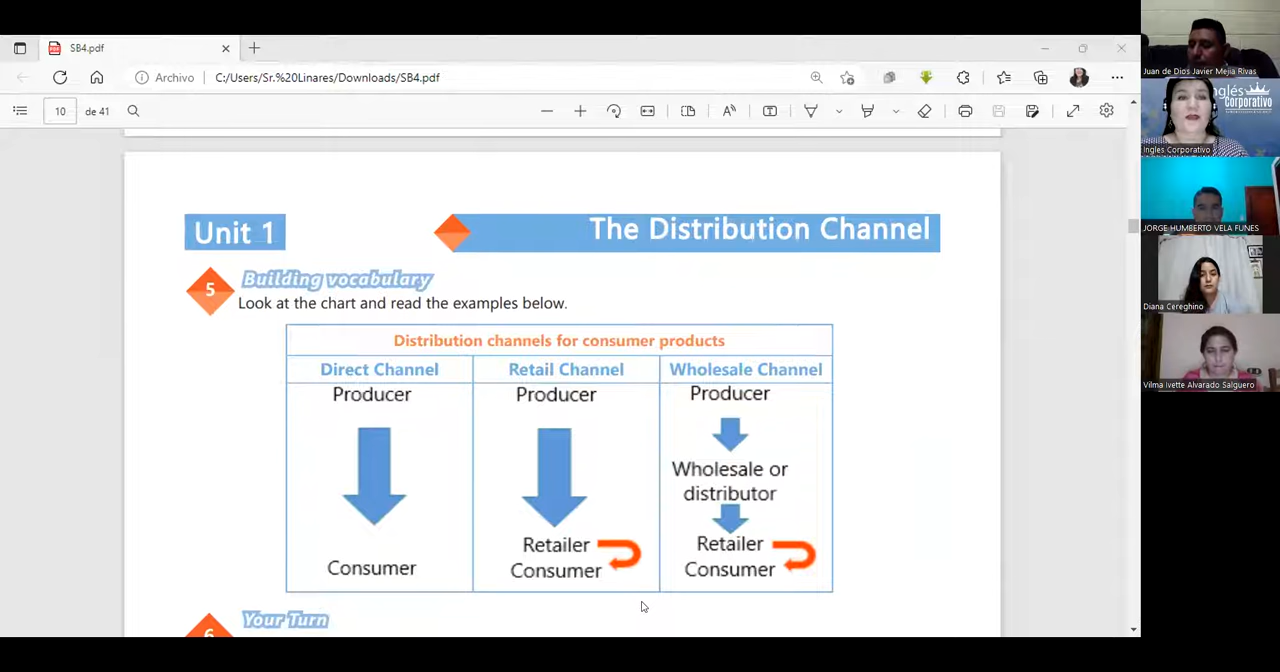 SB4.pdf
Archivo
C:/Users/Sr.%20Linares/Downloads/SB4.pdf
10
de 41
Unit 1
The Distribution Channel
5
Building vocabulary
Look at the chart and read the examples below.
Distribution channels for consumer products
Direct Channel
Retail Channel
Wholesale Channel
Producer
Producer
Producer
Wholesale or
distributor
Retailer
Retailer
Consumer
Consumer
Consumer
6
Your Turn
Juan de Dios Javier Mejia Rivas
Inglés
Corporativo
Ingles Corporativo
JORGE HUMBERTO VELA FUNES
Diana Cereghino
Vilma Ivette Alvarado Salguero